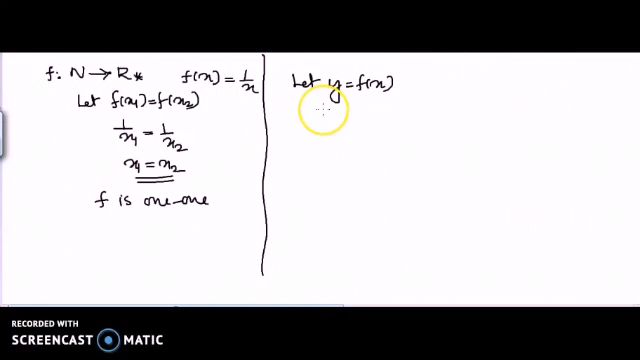 f: N → R* f(x) = 1/x
Let f(x₁) = f(x₂)
1/x₁ = 1/x₂
x₁ = x₂
f is one-one
Let y = f(x)
RECORDED WITH
SCREENCAST MATIC